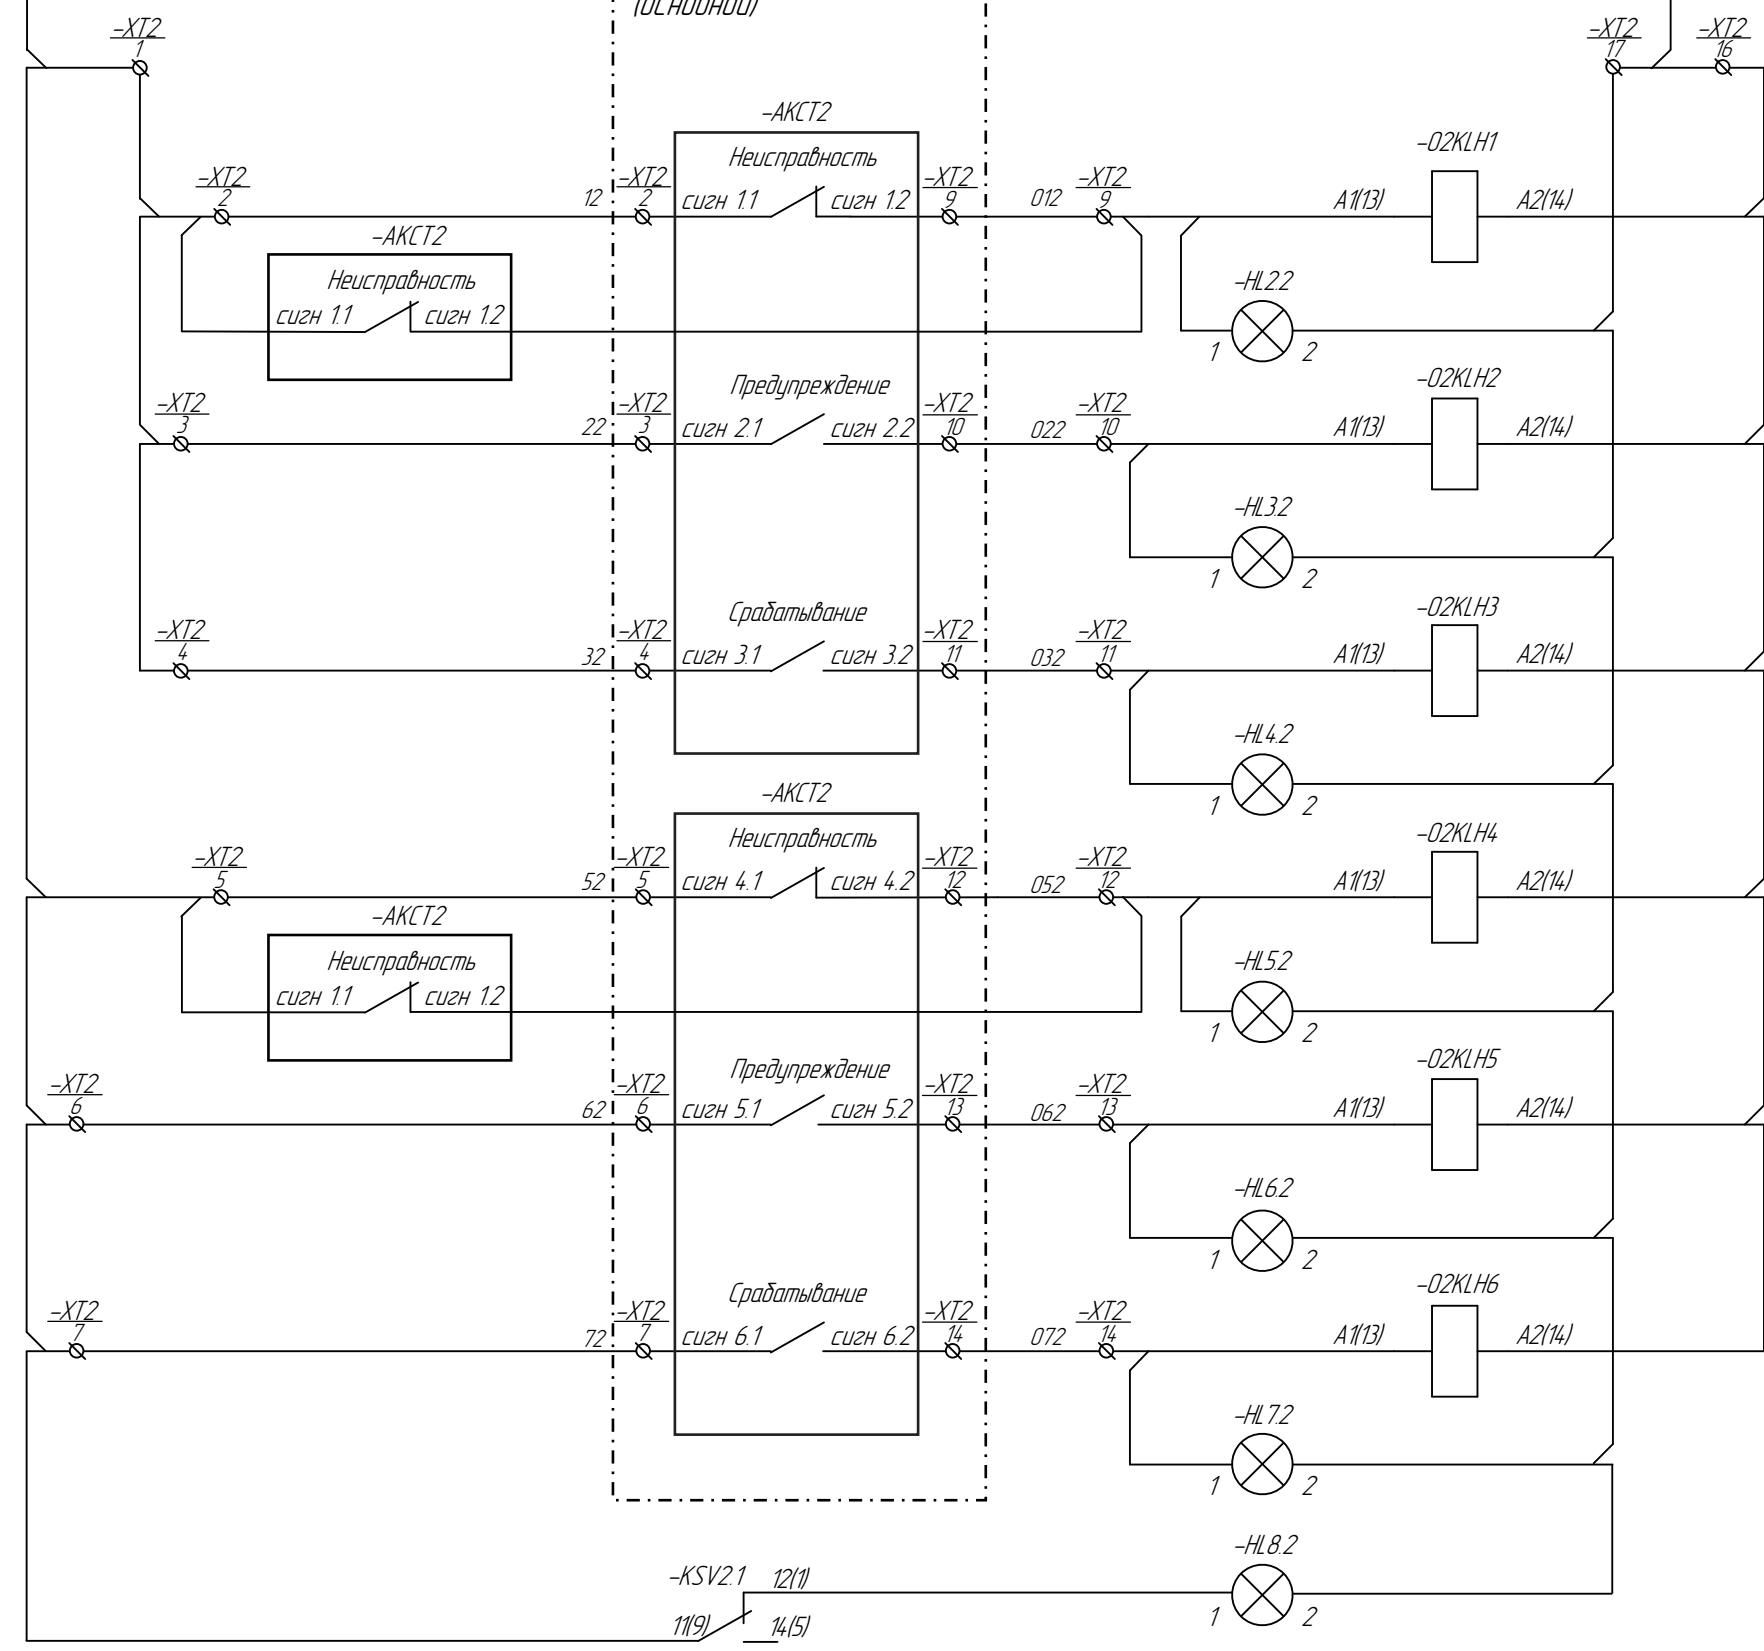 (основной)
-XT2
1
-XT2
17
-XT2
16
-АКСТ2
Неисправность
-XT2
2
12
-XT2
2
сигн 1.1
сигн 1.2
-XT2
9
012
-XT2
9
-02KLH1
A1(13)
A2(14)
-АКСТ2
Неисправность
сигн 1.1
сигн 1.2
-HL2.2
1
2
Предупреждение
-XT2
3
22
-XT2
3
сигн 2.1
сигн 2.2
-XT2
10
022
-XT2
10
-02KLH2
A1(13)
A2(14)
-HL3.2
1
2
Срабатывание
-XT2
4
32
-XT2
4
сигн 3.1
сигн 3.2
-XT2
11
032
-XT2
11
-02KLH3
A1(13)
A2(14)
-HL4.2
1
2
-АКСТ2
Неисправность
-XT2
5
52
-XT2
5
сигн 4.1
сигн 4.2
-XT2
12
052
-XT2
12
-02KLH4
A1(13)
A2(14)
-АКСТ2
Неисправность
сигн 1.1
сигн 1.2
-HL5.2
1
2
Предупреждение
-XT2
6
62
-XT2
6
сигн 5.1
сигн 5.2
-XT2
13
062
-XT2
13
-02KLH5
A1(13)
A2(14)
-HL6.2
1
2
Срабатывание
-XT2
7
72
-XT2
7
сигн 6.1
сигн 6.2
-XT2
14
072
-XT2
14
-02KLH6
A1(13)
A2(14)
-HL7.2
1
2
-KSV2.1
12(1)
11(9)
14(5)
-HL8.2
1
2